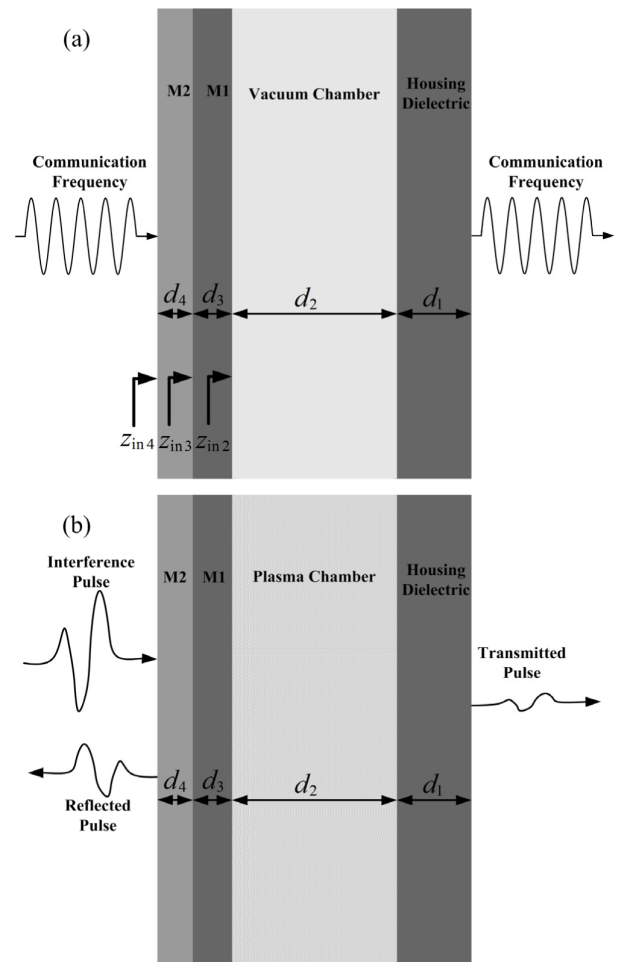 (a)
M2 M1 Vacuum Chamber Housing
Dielectric
Communication
Frequency
Communication
Frequency
d4 d3 d2 d1
zin4 zin3 zin2
(b)
Interference
Pulse
M2 M1 Plasma Chamber Housing
Dielectric
Transmitted
Pulse
d4 d3 d2 d1
Reflected
Pulse